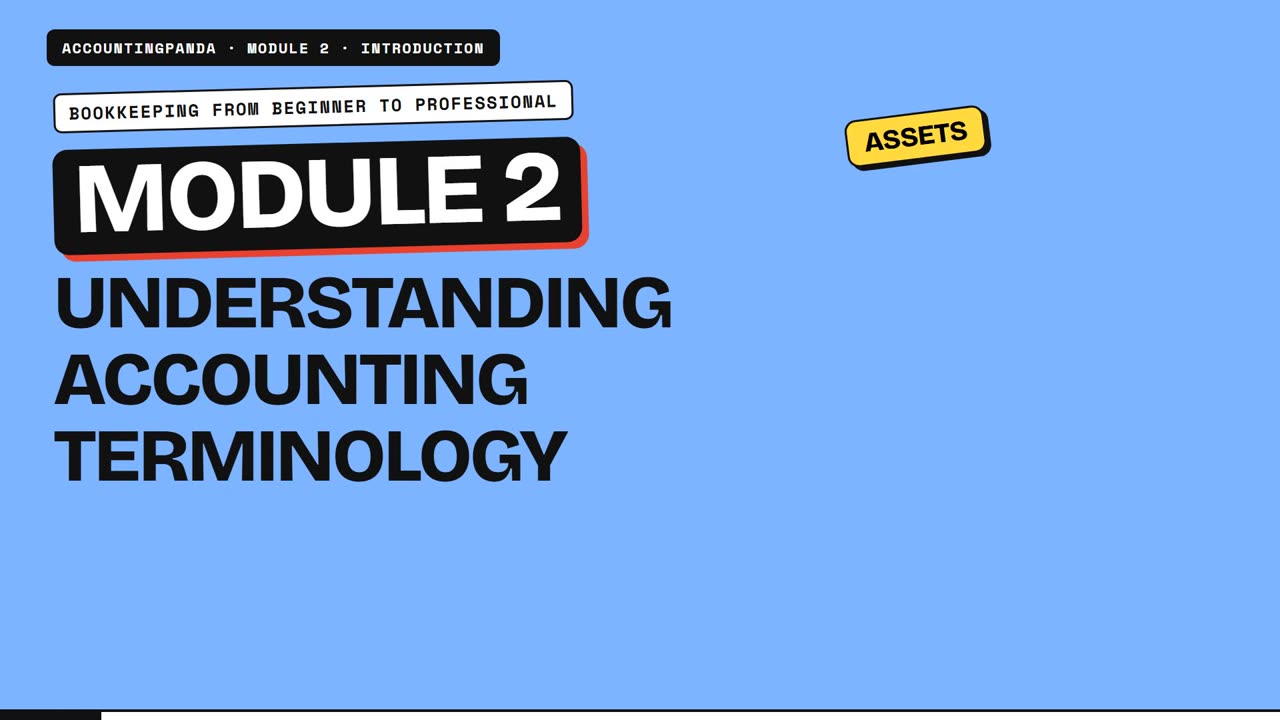 ACCOUNTINGPANDA · MODULE 2 · INTRODUCTION
BOOKKEEPING FROM BEGINNER TO PROFESSIONAL
ASSETS
MODULE 2
UNDERSTANDING
ACCOUNTING
TERMINOLOGY